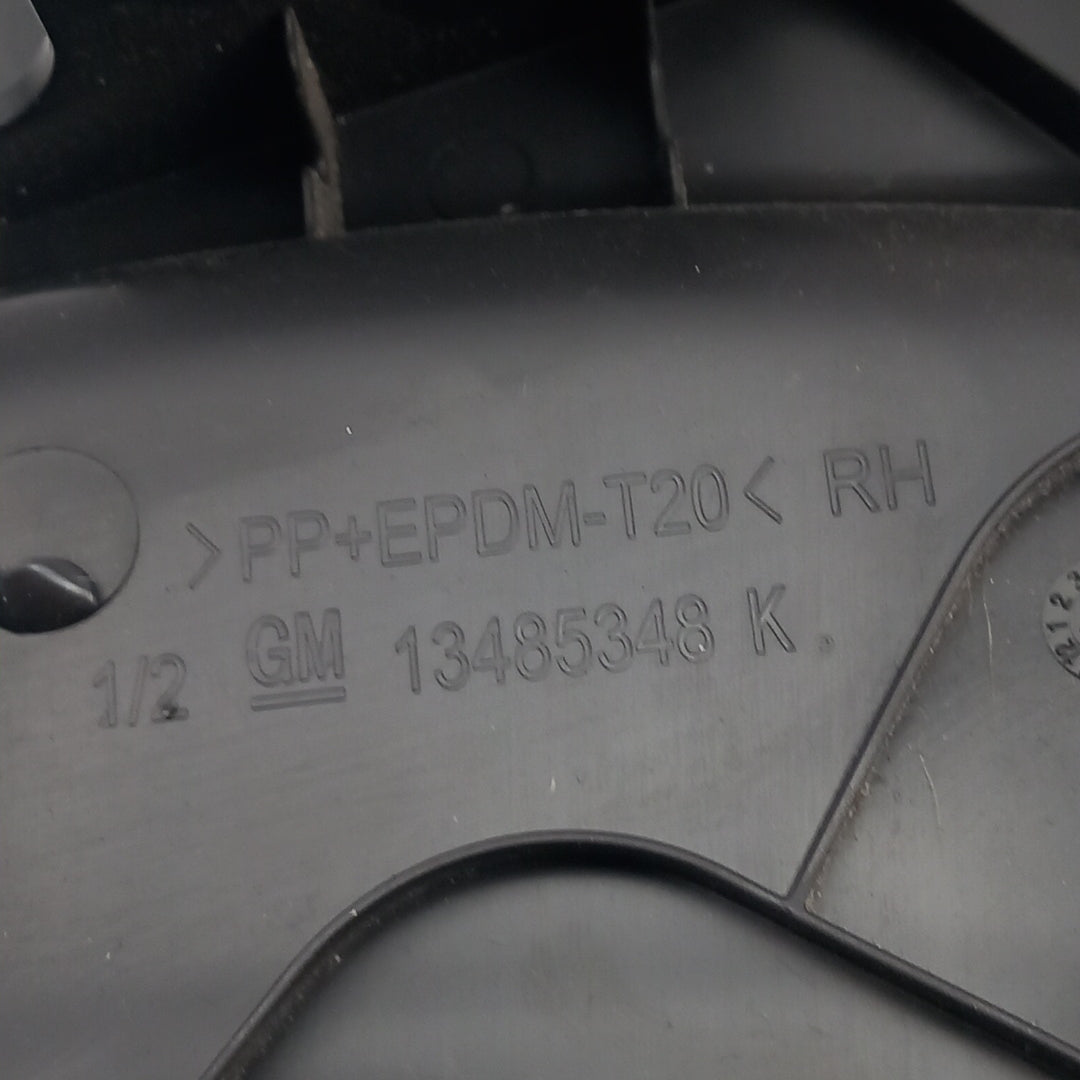 >PP+EPDM-T20< RH
1/2 GM 13485348 K